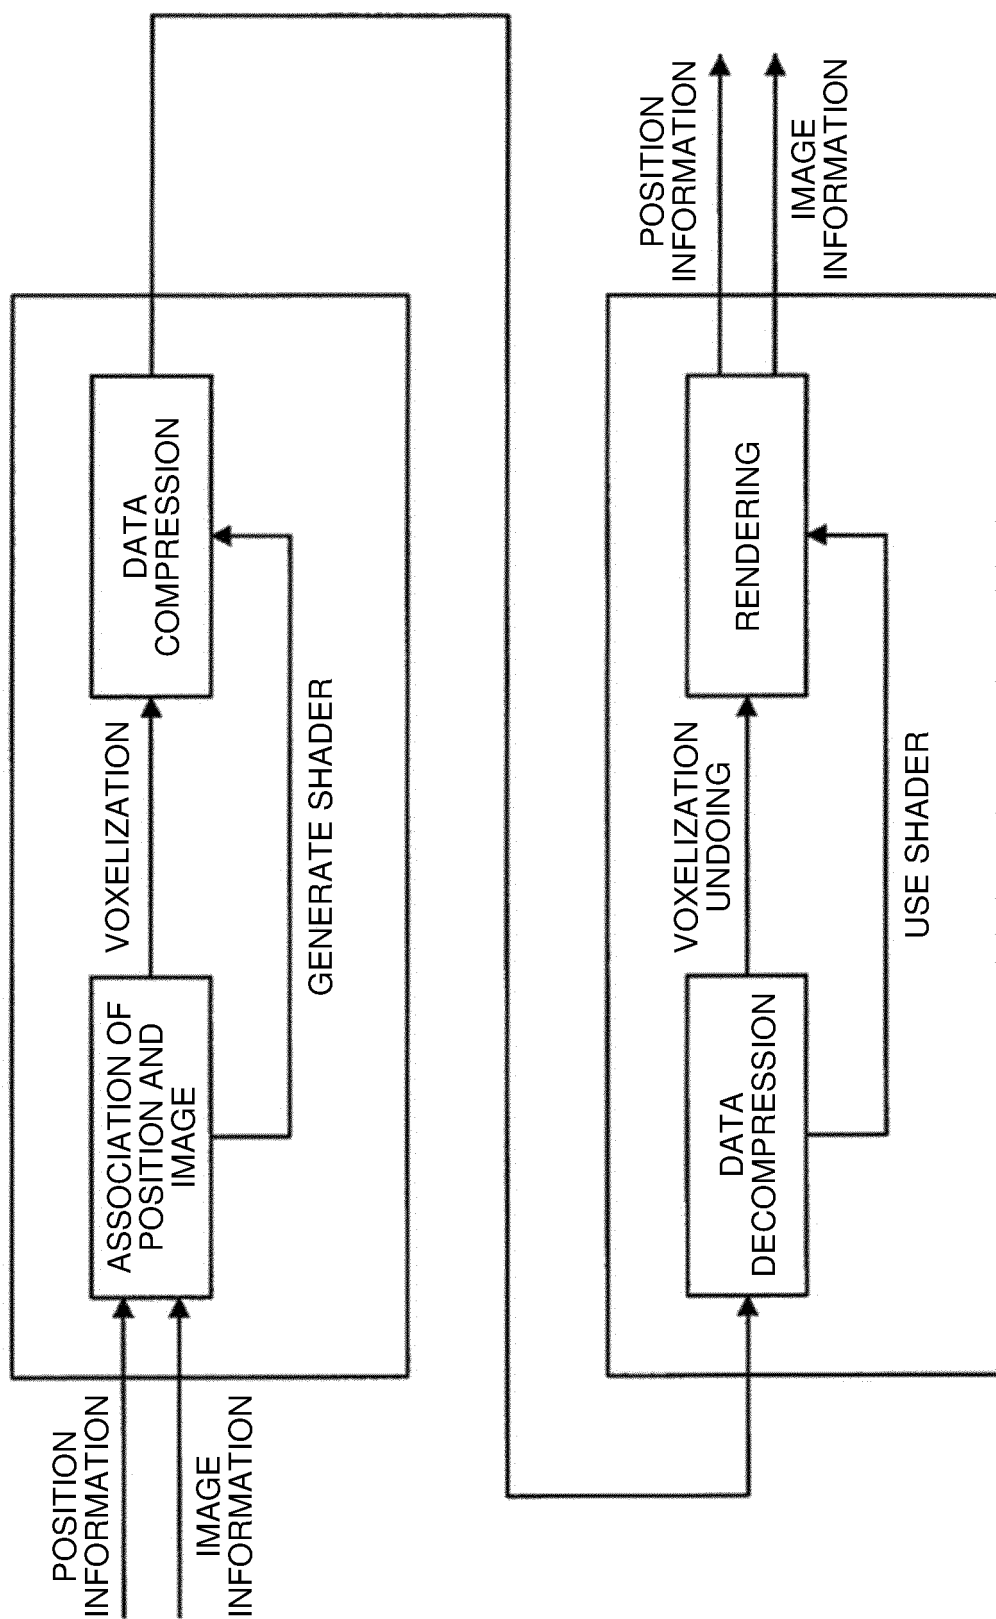 POSITION
INFORMATION
IMAGE
INFORMATION
ASSOCIATION OF
POSITION AND
IMAGE
VOXELIZATION
GENERATE SHADER
DATA
COMPRESSION
DATA
DECOMPRESSION
VOXELIZATION
UNDOING
USE SHADER
RENDERING
POSITION
INFORMATION
IMAGE
INFORMATION